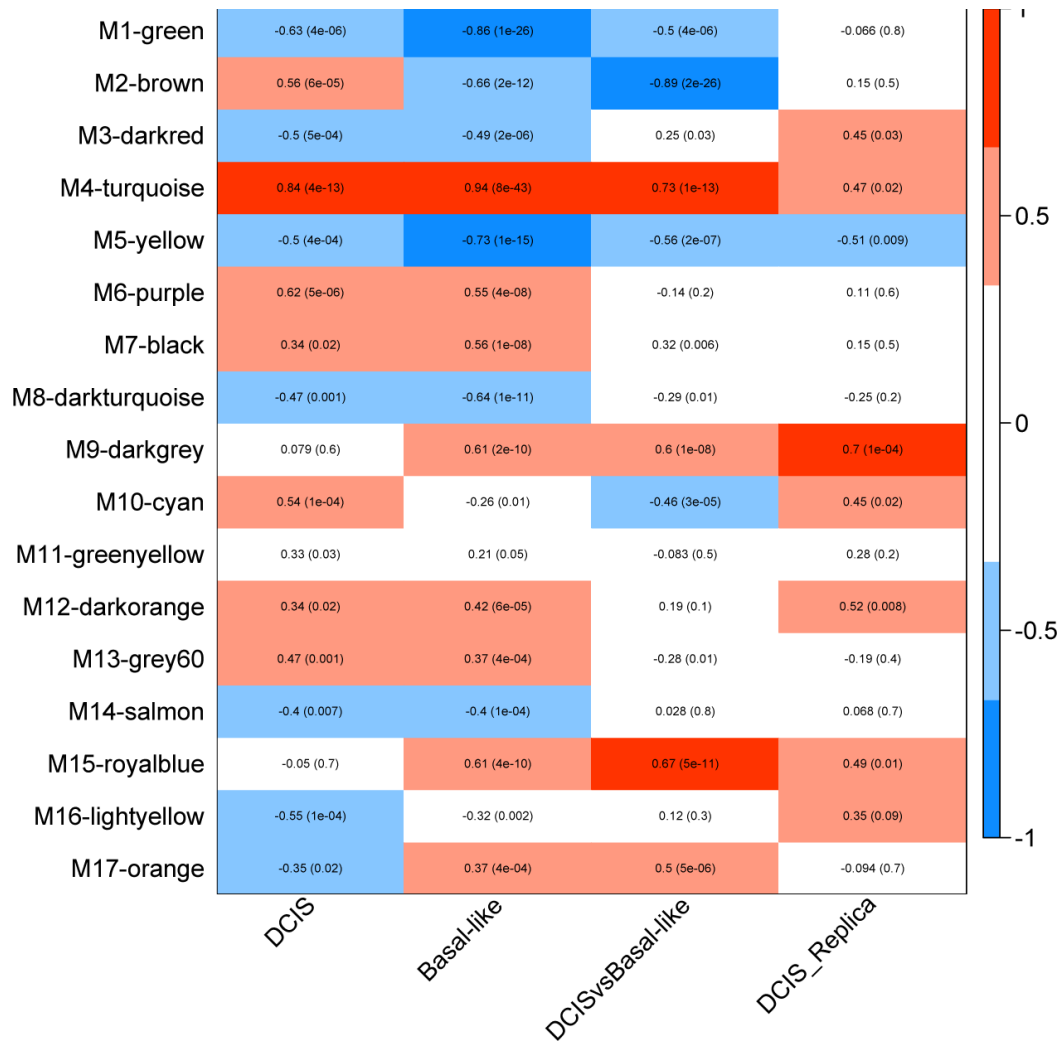 M1-green -0.63 (4e-06) -0.86 (1e-26) -0.5 (4e-06) -0.066 (0.8)
M2-brown 0.56 (6e-05) -0.66 (2e-12) -0.89 (2e-26) 0.15 (0.5)
M3-darkred -0.5 (5e-04) -0.49 (2e-06) 0.25 (0.03) 0.45 (0.03)
M4-turquoise 0.84 (4e-13) 0.94 (8e-43) 0.73 (1e-13) 0.47 (0.02)
M5-yellow -0.5 (4e-04) -0.73 (1e-15) -0.56 (2e-07) -0.51 (0.009)
M6-purple 0.62 (5e-06) 0.55 (4e-08) -0.14 (0.2) 0.11 (0.6)
M7-black 0.34 (0.02) 0.56 (1e-08) 0.32 (0.006) 0.15 (0.5)
M8-darkturquoise -0.47 (0.001) -0.64 (1e-11) -0.29 (0.01) -0.25 (0.2)
M9-darkgrey 0.079 (0.6) 0.61 (2e-10) 0.6 (1e-08) 0.7 (1e-04)
M10-cyan 0.54 (1e-04) -0.26 (0.01) -0.46 (3e-05) 0.45 (0.02)
M11-greenyellow 0.33 (0.03) 0.21 (0.05) -0.083 (0.5) 0.28 (0.2)
M12-darkorange 0.34 (0.02) 0.42 (6e-05) 0.19 (0.1) 0.52 (0.008)
M13-grey60 0.47 (0.001) 0.37 (4e-04) -0.28 (0.01) -0.19 (0.4)
M14-salmon -0.4 (0.007) -0.4 (1e-04) 0.028 (0.8) 0.068 (0.7)
M15-royalblue -0.05 (0.7) 0.61 (4e-10) 0.67 (5e-11) 0.49 (0.01)
M16-lightyellow -0.55 (1e-04) -0.32 (0.002) 0.12 (0.3) 0.35 (0.09)
M17-orange -0.35 (0.02) 0.37 (4e-04) 0.5 (5e-06) -0.094 (0.7)
DCIS Basal-like DCISvsBasal-like DCIS_Replica
1
0.5
0
-0.5
-1